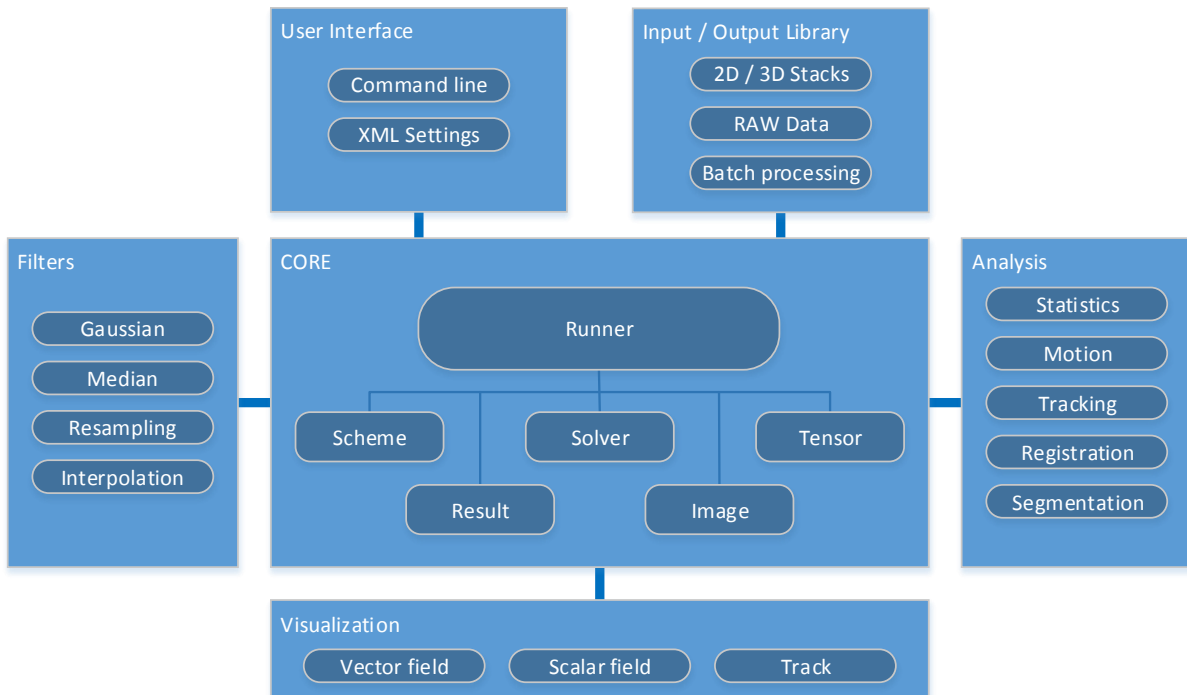 User Interface
Command line
XML Settings
Input / Output Library
2D / 3D Stacks
RAW Data
Batch processing
Filters
Gaussian
Median
Resampling
Interpolation
CORE
Runner
Scheme
Solver
Tensor
Result
Image
Analysis
Statistics
Motion
Tracking
Registration
Segmentation
Visualization
Vector field
Scalar field
Track